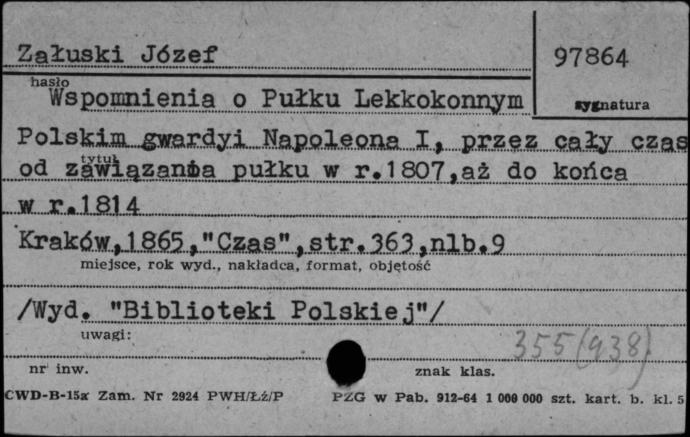 Załuski Józef
97864
hasło
Wspomnienia o Pułku Lekkokonnym
sygnatura
Polskim gwardyi Napoleona I, przez cały czas
tytuł
od zawiązania pułku w r.1807,aż do końca
w r.1814
Kraków,1865,"Czas",str.363,nlb.9
miejsce, rok wyd., nakładca, format, objętość
/Wyd. "Biblioteki Polskiej"/
uwagi:
355(438)
nr inw.
znak klas.
CWD-B-15x Zam. Nr 2924 PWH/Łź/P PZG w Pab. 912-64 1 000 000 szt. kart. b. kl. 5